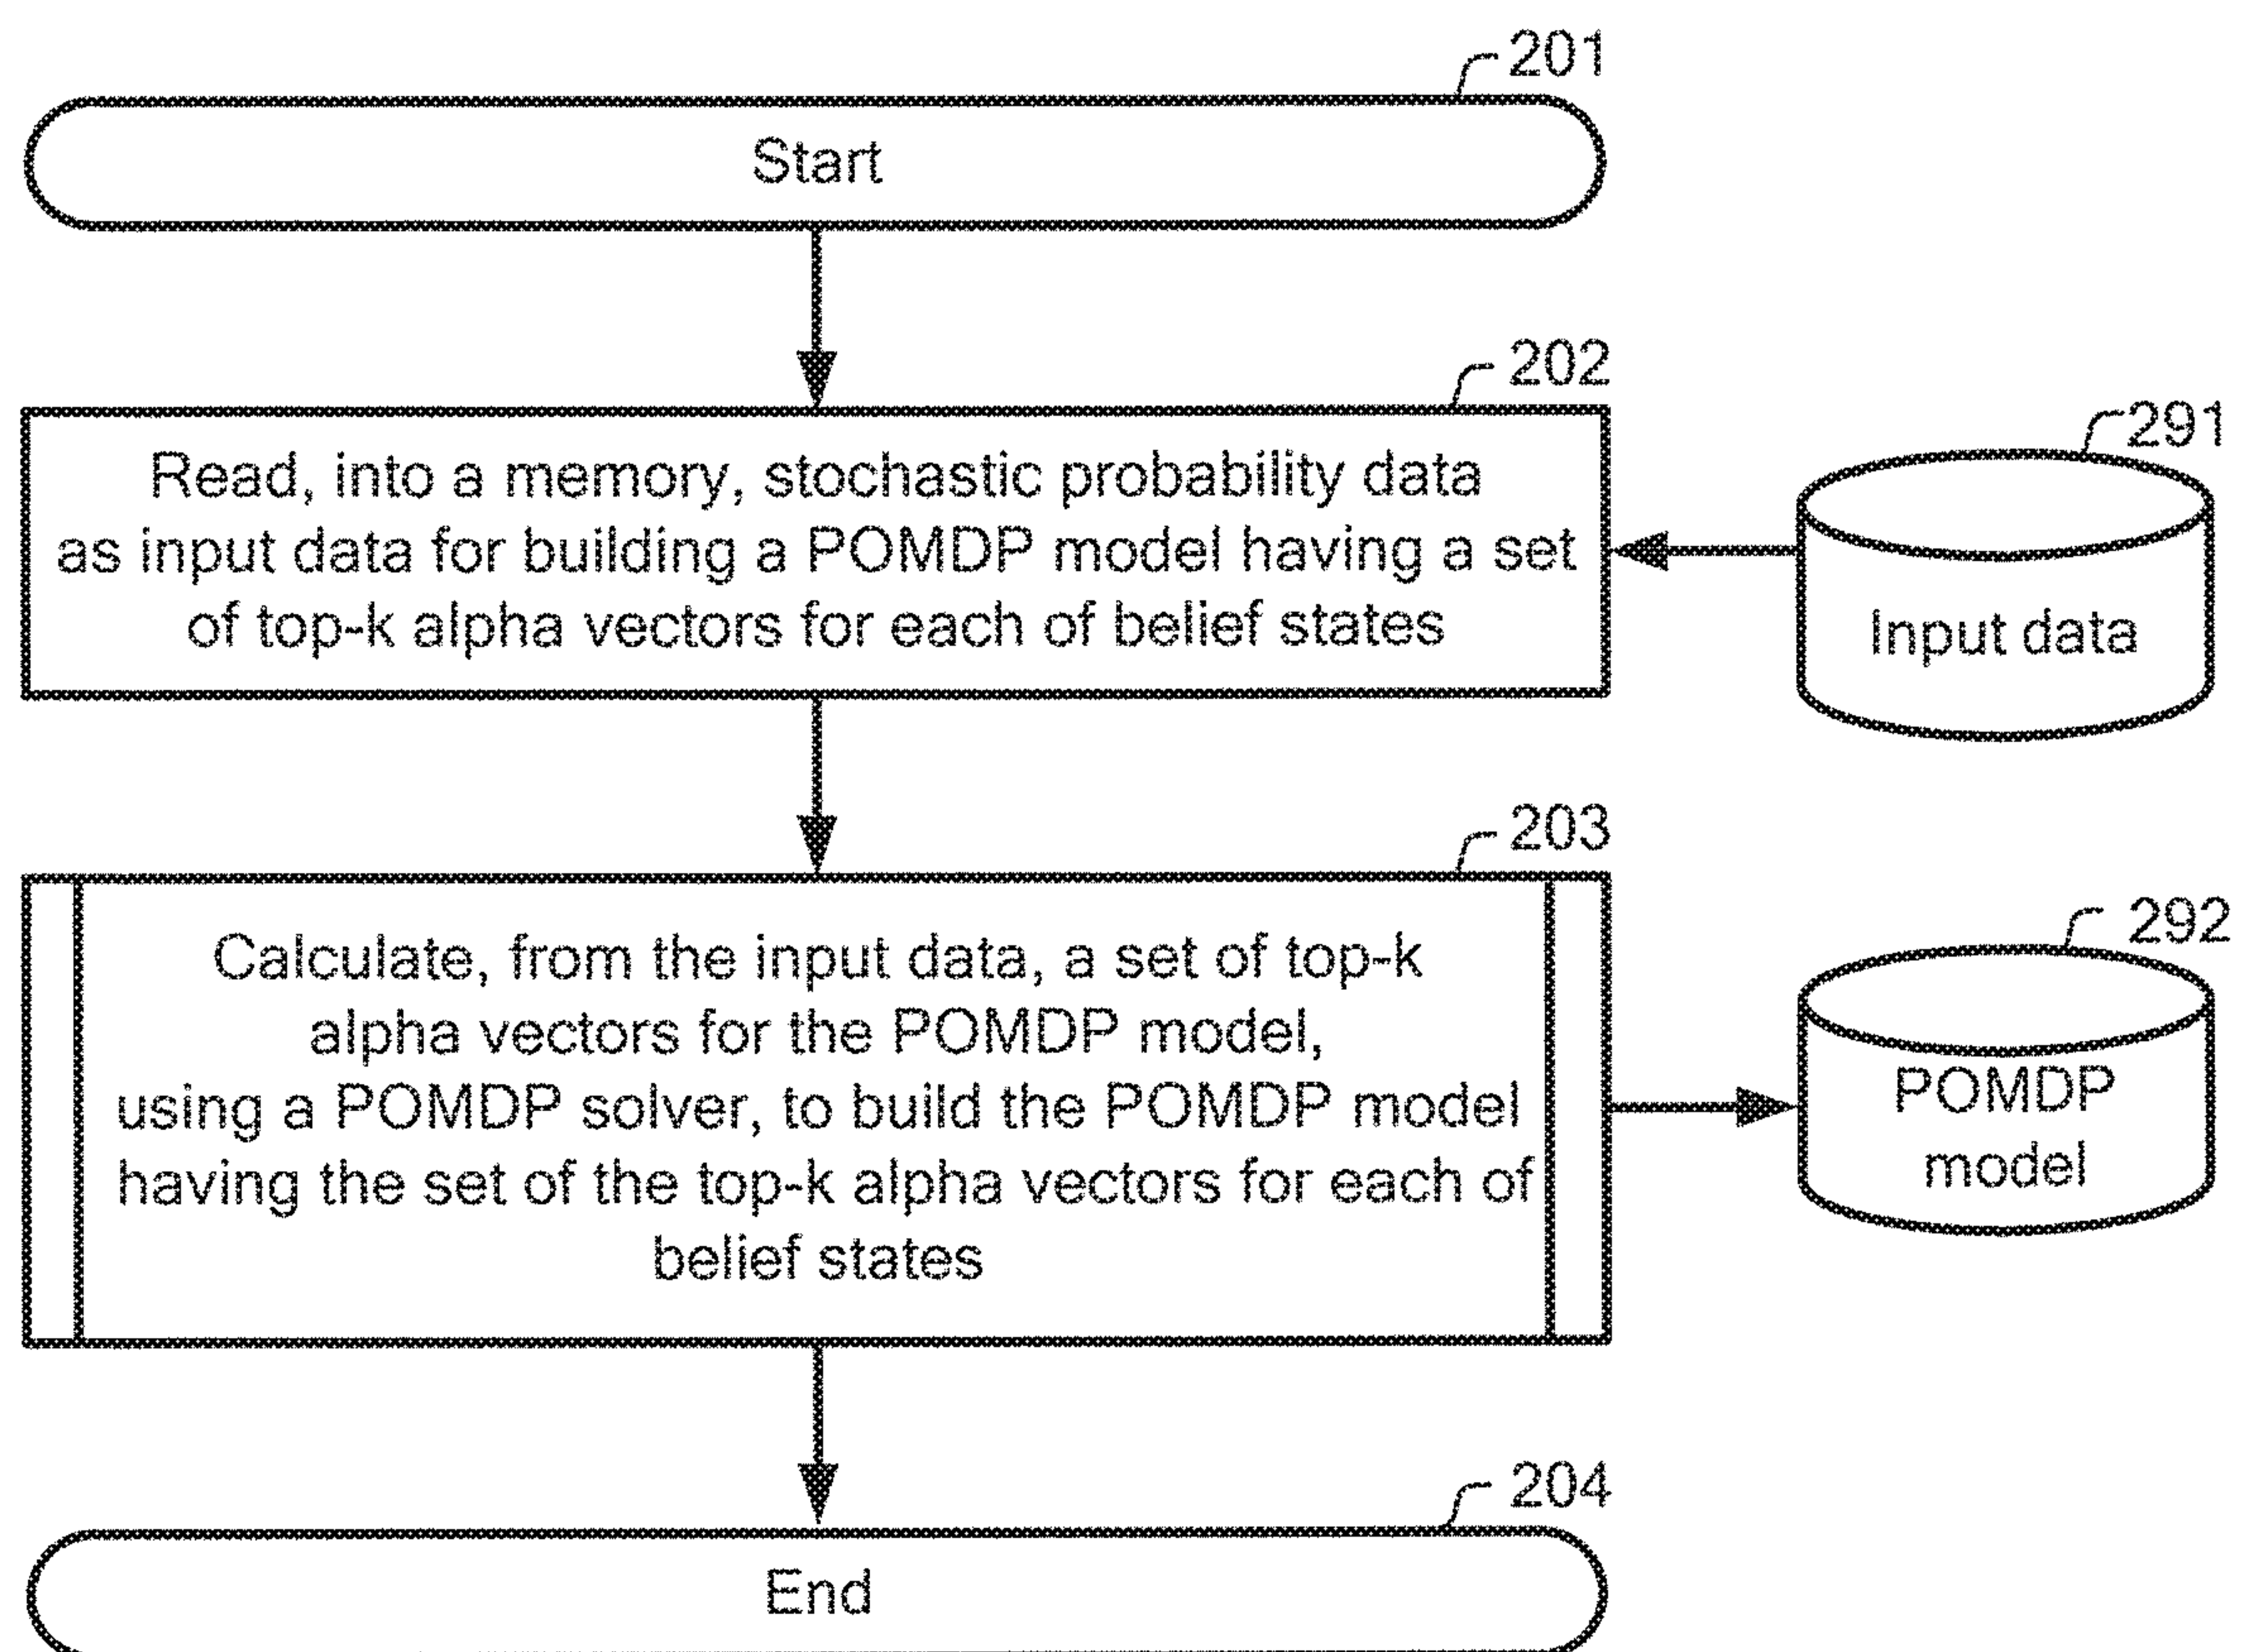 201
Start
202
Read, into a memory, stochastic probability data
as input data for building a POMDP model having a set
of top-k alpha vectors for each of belief states
291
Input data
203
Calculate, from the input data, a set of top-k
alpha vectors for the POMDP model,
using a POMDP solver, to build the POMDP model
having the set of the top-k alpha vectors for each of
belief states
292
POMDP
model
204
End